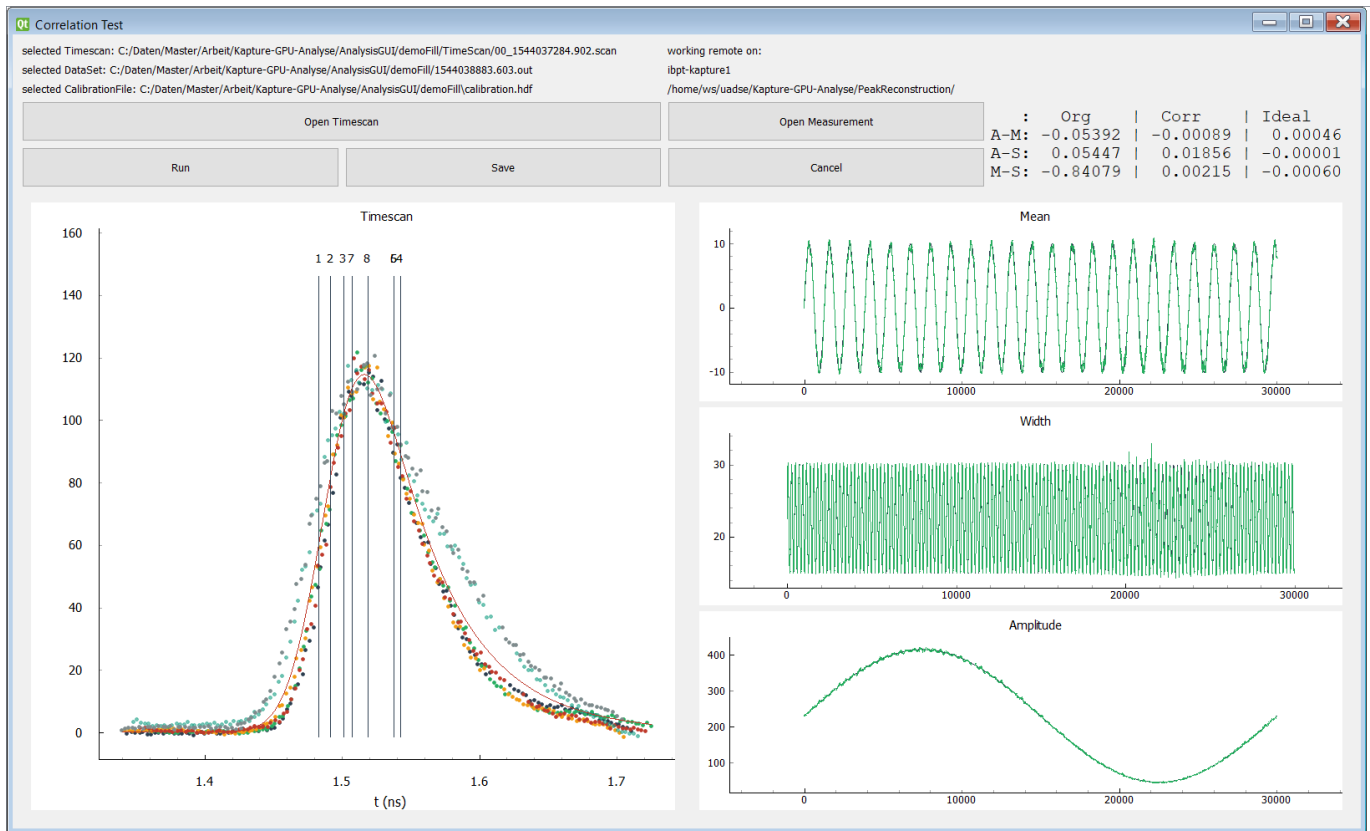 Qt Correlation Test
selected Timescan: C:/Daten/Master/Arbeit/Kapture-GPU-Analyse/AnalysisGUI/demoFill/TimeScan/00_1544037284.902.scan
working remote on:
selected DataSet: C:/Daten/Master/Arbeit/Kapture-GPU-Analyse/AnalysisGUI/demoFill/1544038883.603.out
ibpt-kapture1
selected CalibrationFile: C:/Daten/Master/Arbeit/Kapture-GPU-Analyse/AnalysisGUI/demoFill\calibration.hdf
/home/ws/uadse/Kapture-GPU-Analyse/PeakReconstruction/
Open Timescan
Open Measurement
Run
Save
Cancel
: Org | Corr | Ideal
A-M: -0.05392 | -0.00089 | 0.00046
A-S: 0.05447 | 0.01856 | -0.00001
M-S: -0.84079 | 0.00215 | -0.00060
Timescan
160
140
120
100
80
60
40
20
0
1 2 3 7 8 4
1.4 1.5 1.6 1.7
t (ns)
Mean
10
0
-10
0 10000 20000 30000
Width
30
20
0 10000 20000 30000
Amplitude
400
300
200
100
0 10000 20000 30000